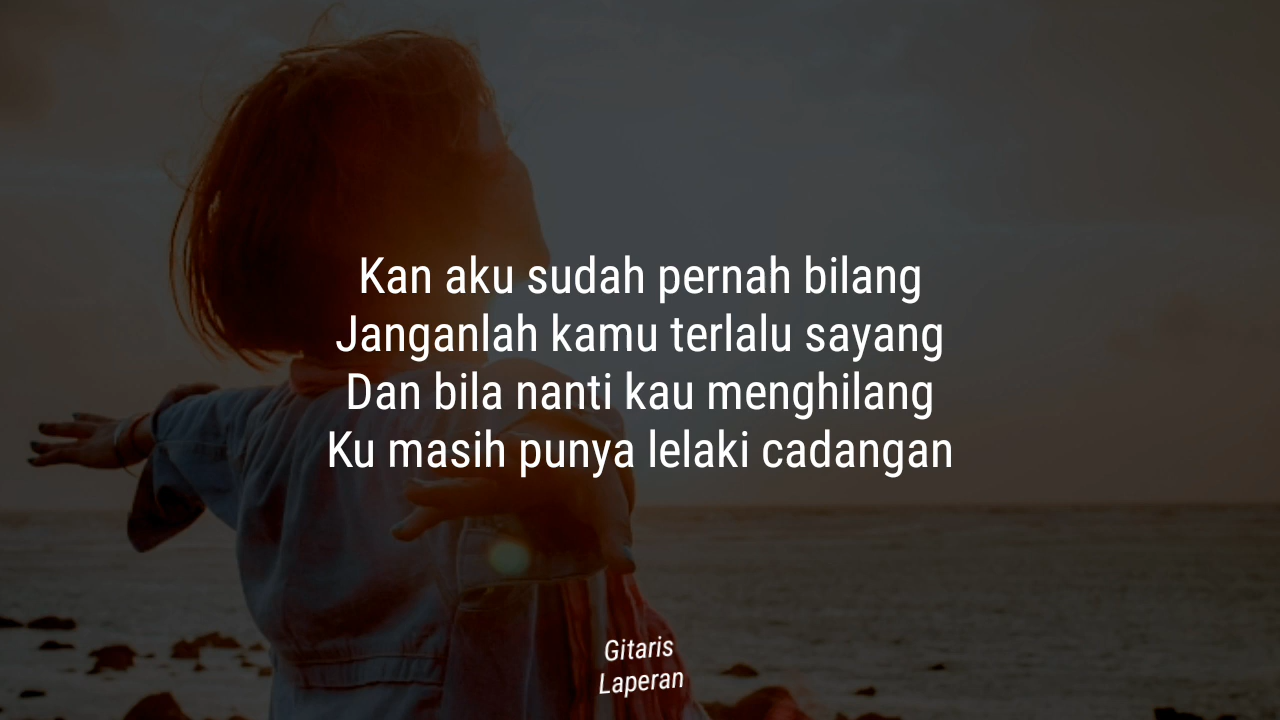 Kan aku sudah pernah bilang
Janganlah kamu terlalu sayang
Dan bila nanti kau menghilang
Ku masih punya lelaki cadangan
Gitaris
Laperan